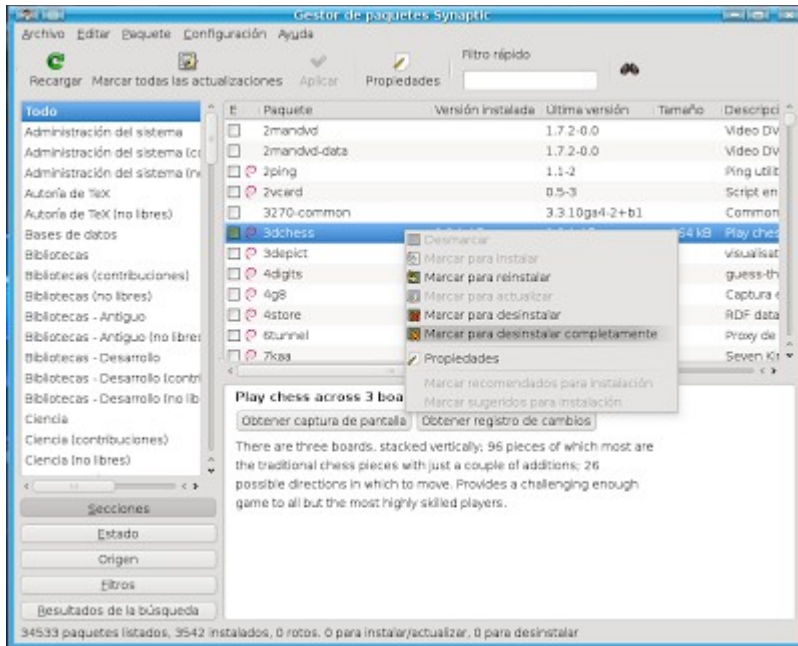 Gestor de paquetes Synaptic
Archivo Editar Paquete Configuración Ayuda
Recargar Marcar todas las actualizaciones Aplicar Propiedades
Filtro rápido
E Paquete Versión instalada Última versión Tamaño Descripci
Todo
Administración del sistema
Administración del sistema (co
Administración del sistema (n
Autoría de TeX
Autoría de TeX (no libres)
Bases de datos
Bibliotecas
Bibliotecas (contribuciones)
Bibliotecas (no libres)
Bibliotecas - Antiguo
Bibliotecas - Antiguo (no libres
Bibliotecas - Desarrollo
Bibliotecas - Desarrollo (contri
Bibliotecas - Desarrollo (no lib
Ciencia
Ciencia (contribuciones)
Ciencia (no libres)
2mandvd 1.7.2-0.0 Video DV
2mandvd-data 1.7.2-0.0 Video DV
2ping 1.1-2 Ping utilit
2vcard 0.5-3 Script en
3270-common 3.3.10ga4-2+b1 Common
3dchess 64 kB Play ches
3depict visualisat
4digits guess-th
4g8 Captura e
4store RDF data
6tunnel Proxy de
7kaa Seven Kin
Desmarcar
Marcar para instalar
Marcar para reinstalar
Marcar para actualizar
Marcar para desinstalar
Marcar para desinstalar completamente
Propiedades
Marcar recomendados para instalación
Marcar sugeridos para instalación
Play chess across 3 boa
Obtener captura de pantalla Obtener registro de cambios
There are three boards, stacked vertically; 96 pieces of which most are
the traditional chess pieces with just a couple of additions; 26
possible directions in which to move. Provides a challenging enough
game to all but the most highly skilled players.
Secciones
Estado
Origen
Filtros
Resultados de la búsqueda
34533 paquetes listados, 3542 instalados, 0 rotos. 0 para instalar/actualizar, 0 para desinstalar